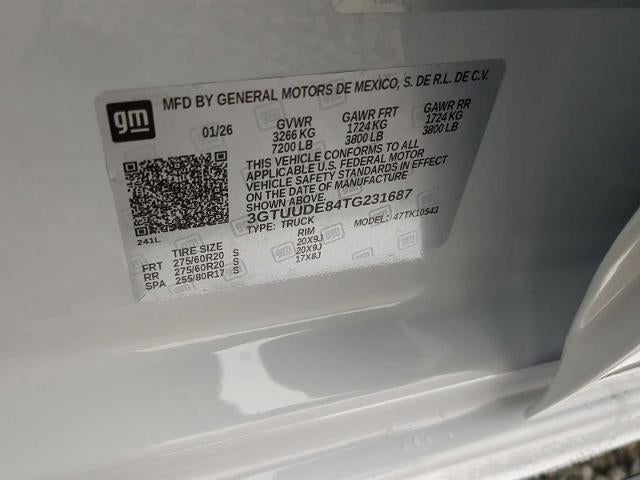 gm
MFD BY GENERAL MOTORS DE MEXICO, S. DE R.L. DE C.V.
01/26 GVWR GAWR FRT GAWR RR
3266 KG 1724 KG 1724 KG
7200 LB 3800 LB 3800 LB
THIS VEHICLE CONFORMS TO ALL
APPLICABLE U.S. FEDERAL MOTOR
VEHICLE SAFETY STANDARDS IN EFFECT
ON THE DATE OF MANUFACTURE
SHOWN ABOVE.
3GTUUDE84TG231687
TYPE: TRUCK MODEL: 47TK10543
241L
TIRE SIZE RIM
FRT 275/60R20 S 20X9J
RR 275/60R20 S 20X9J
SPA 255/80R17 S 17X8J